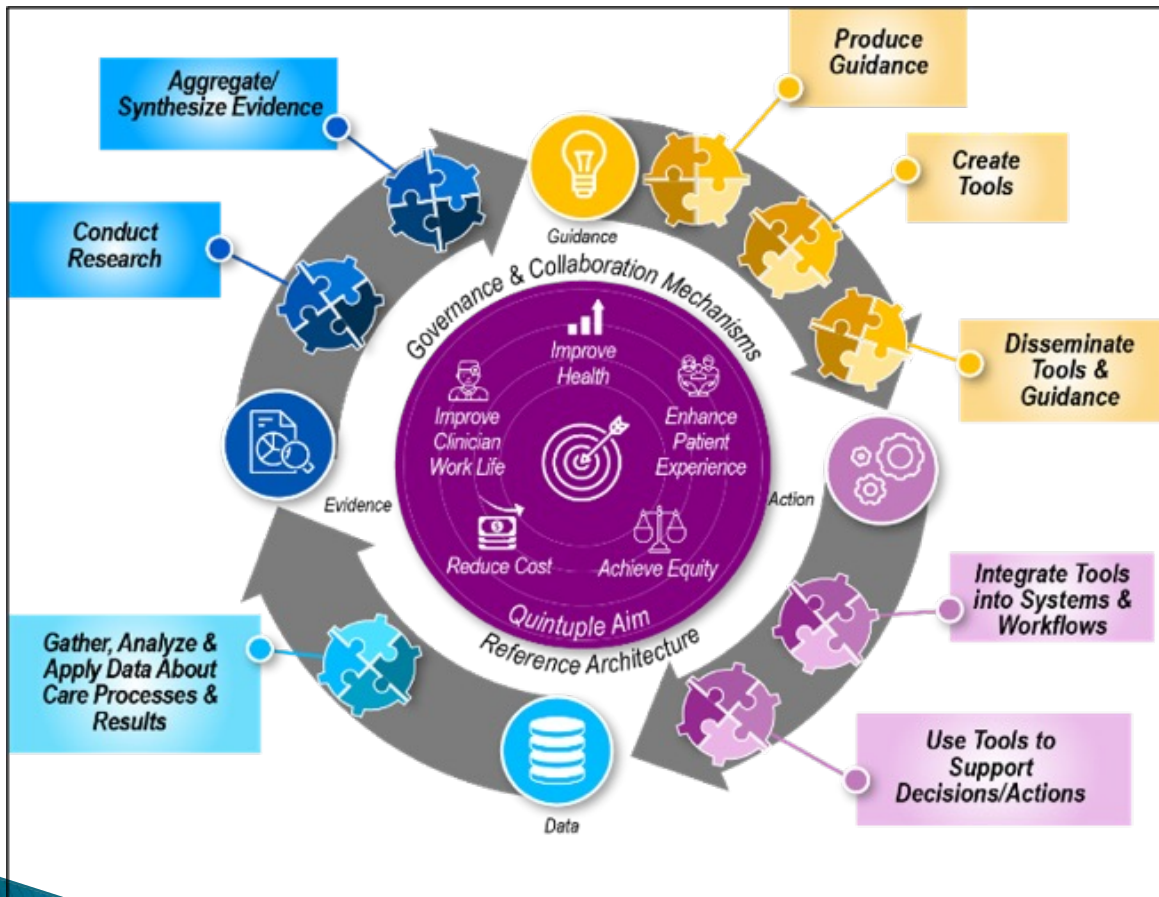 Produce
Guidance
Aggregate/
Synthesize Evidence
Create
Tools
Conduct
Research
Guidance
Governance & Collaboration Mechanisms
Improve
Health
Disseminate
Tools &
Guidance
Improve
Clinician
Work Life
Enhance
Patient
Experience
Evidence
Action
Reduce Cost
Achieve Equity
Quintuple Aim
Reference Architecture
Integrate Tools
into Systems &
Workflows
Gather, Analyze &
Apply Data About
Care Processes &
Results
Use Tools to
Support
Decisions/Actions
Data